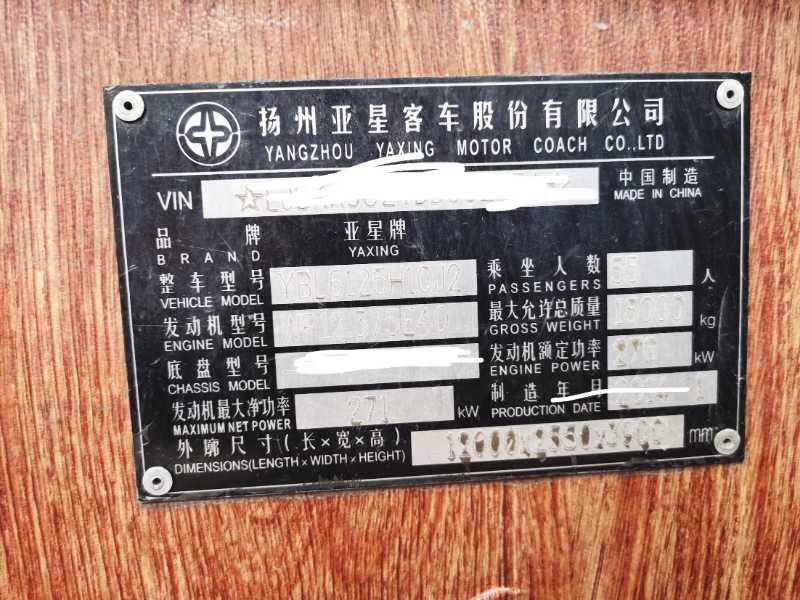 扬州亚星客车股份有限公司
YANGZHOU YAXING MOTOR COACH CO.,LTD
中国制造
MADE IN CHINA
VIN
品牌 亚星牌
BRAND YAXING
整车型号 YBL6125H1QJ2
VEHICLE MODEL
乘坐人数 55 人
PASSENGERS
发动机型号
ENGINE MODEL
最大允许总质量 18000 kg
GROSS WEIGHT
底盘型号
CHASSIS MODEL
发动机额定功率 276 kW
ENGINE POWER
发动机最大净功率 271 kW
MAXIMUM NET POWER
制造年月
PRODUCTION DATE
外廓尺寸(长×宽×高) 12000x2550x3900 mm
DIMENSIONS(LENGTH×WIDTH×HEIGHT)